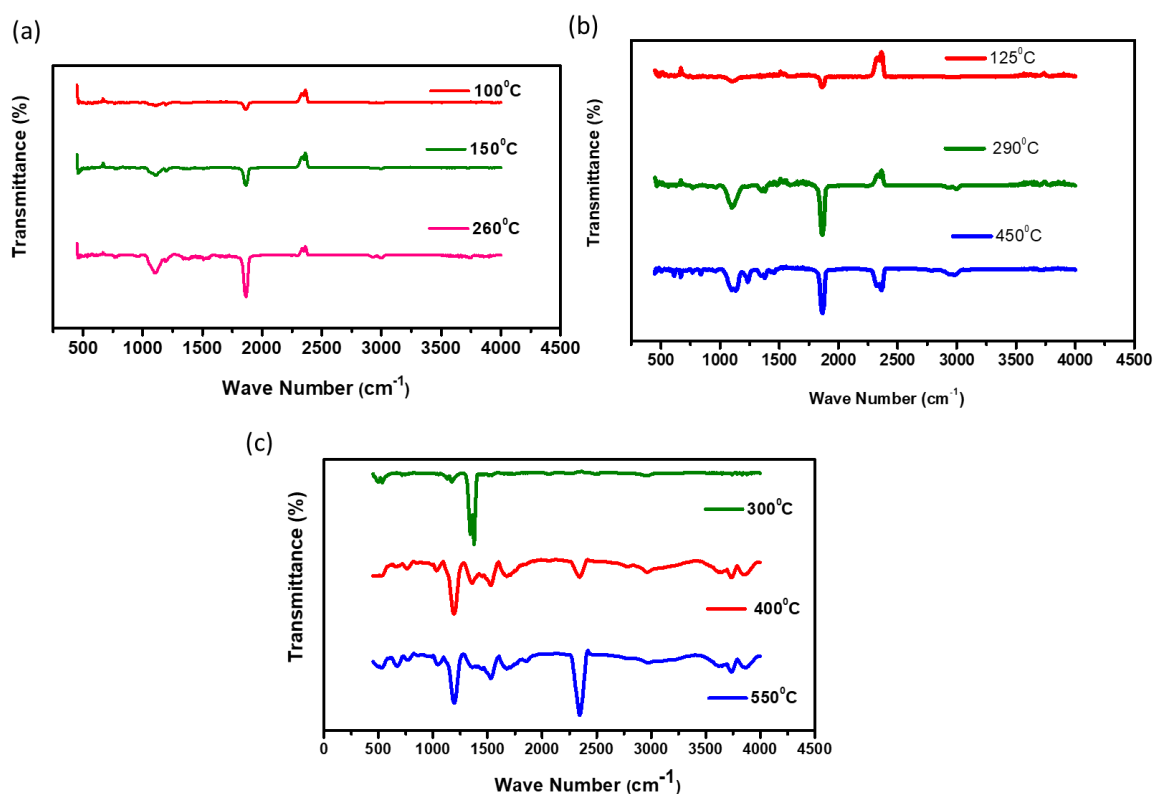 (a)
Transmittance (%)
100⁰C
150⁰C
260⁰C
500 1000 1500 2000 2500 3000 3500 4000 4500
Wave Number (cm⁻¹)
(b)
Transmittance (%)
125⁰C
290⁰C
450⁰C
500 1000 1500 2000 2500 3000 3500 4000 4500
Wave Number (cm⁻¹)
(c)
Transmittance (%)
300⁰C
400⁰C
550⁰C
0 500 1000 1500 2000 2500 3000 3500 4000 4500
Wave Number (cm⁻¹)